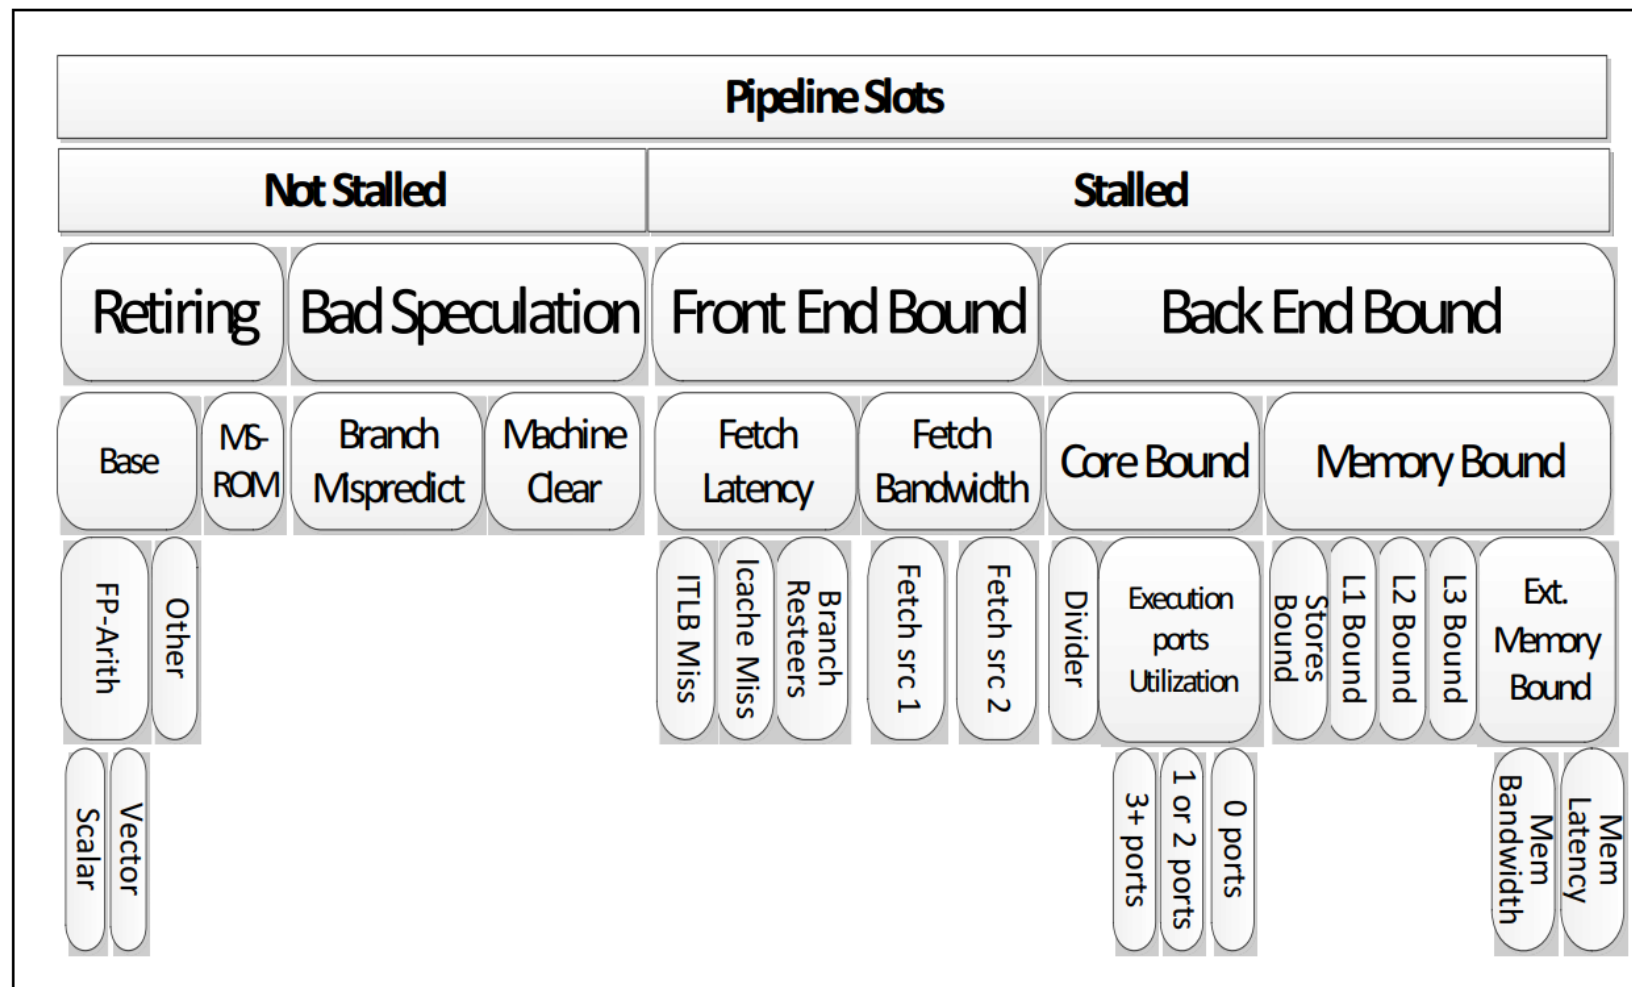 Pipeline Slots
Not Stalled
Stalled
Retiring
Bad Speculation
Front End Bound
Back End Bound
Base
MS-
ROM
Branch
Mispredict
Machine
Clear
Fetch
Latency
Fetch
Bandwidth
Core Bound
Memory Bound
FP-Arith
Other
ITLB Miss
Icache Miss
Branch
Resteers
Fetch src 1
Fetch src 2
Divider
Execution
ports
Utilization
Stores
Bound
L1 Bound
L2 Bound
L3 Bound
Ext.
Memory
Bound
Scalar
Vector
3+ ports
1 or 2 ports
0 ports
Mem
Bandwidth
Mem
Latency